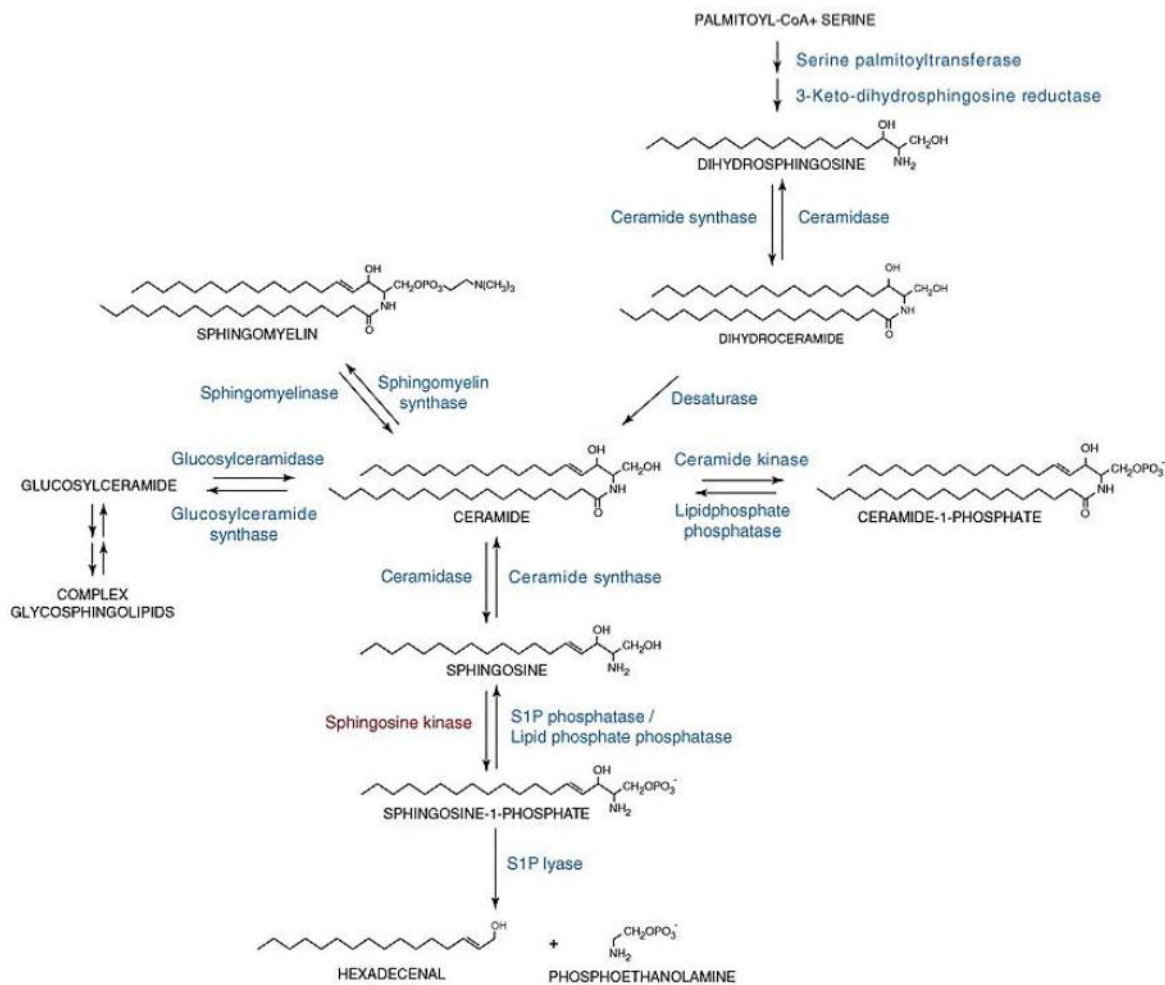 PALMITOYL-CoA+ SERINE
Serine palmitoyltransferase
3-Keto-dihydrosphingosine reductase
OH
CH₂OH
NH₂
DIHYDROSPHINGOSINE
Ceramide synthase
Ceramidase
OH
CH₂OPO₃
N(CH₃)₃
NH
O
SPHINGOMYELIN
OH
CH₂OH
NH
O
DIHYDROCERAMIDE
Sphingomyelinase
Sphingomyelin
synthase
Desaturase
Glucosylceramidase
GLUCOSYLCERAMIDE
Glucosylceramide
synthase
OH
CH₂OH
NH
O
CERAMIDE
Ceramide kinase
Lipidphosphate
phosphatase
OH
CH₂OPO₃⁻
NH
O
CERAMIDE-1-PHOSPHATE
COMPLEX
GLYCOSPHINGOLIPIDS
Ceramidase
Ceramide synthase
OH
CH₂OH
NH₂
SPHINGOSINE
Sphingosine kinase
S1P phosphatase /
Lipid phosphate phosphatase
OH
CH₂OPO₃⁻
NH₂
SPHINGOSINE-1-PHOSPHATE
S1P lyase
OH
HEXADECENAL
+
CH₂OPO₃⁻
NH₂
PHOSPHOETHANOLAMINE